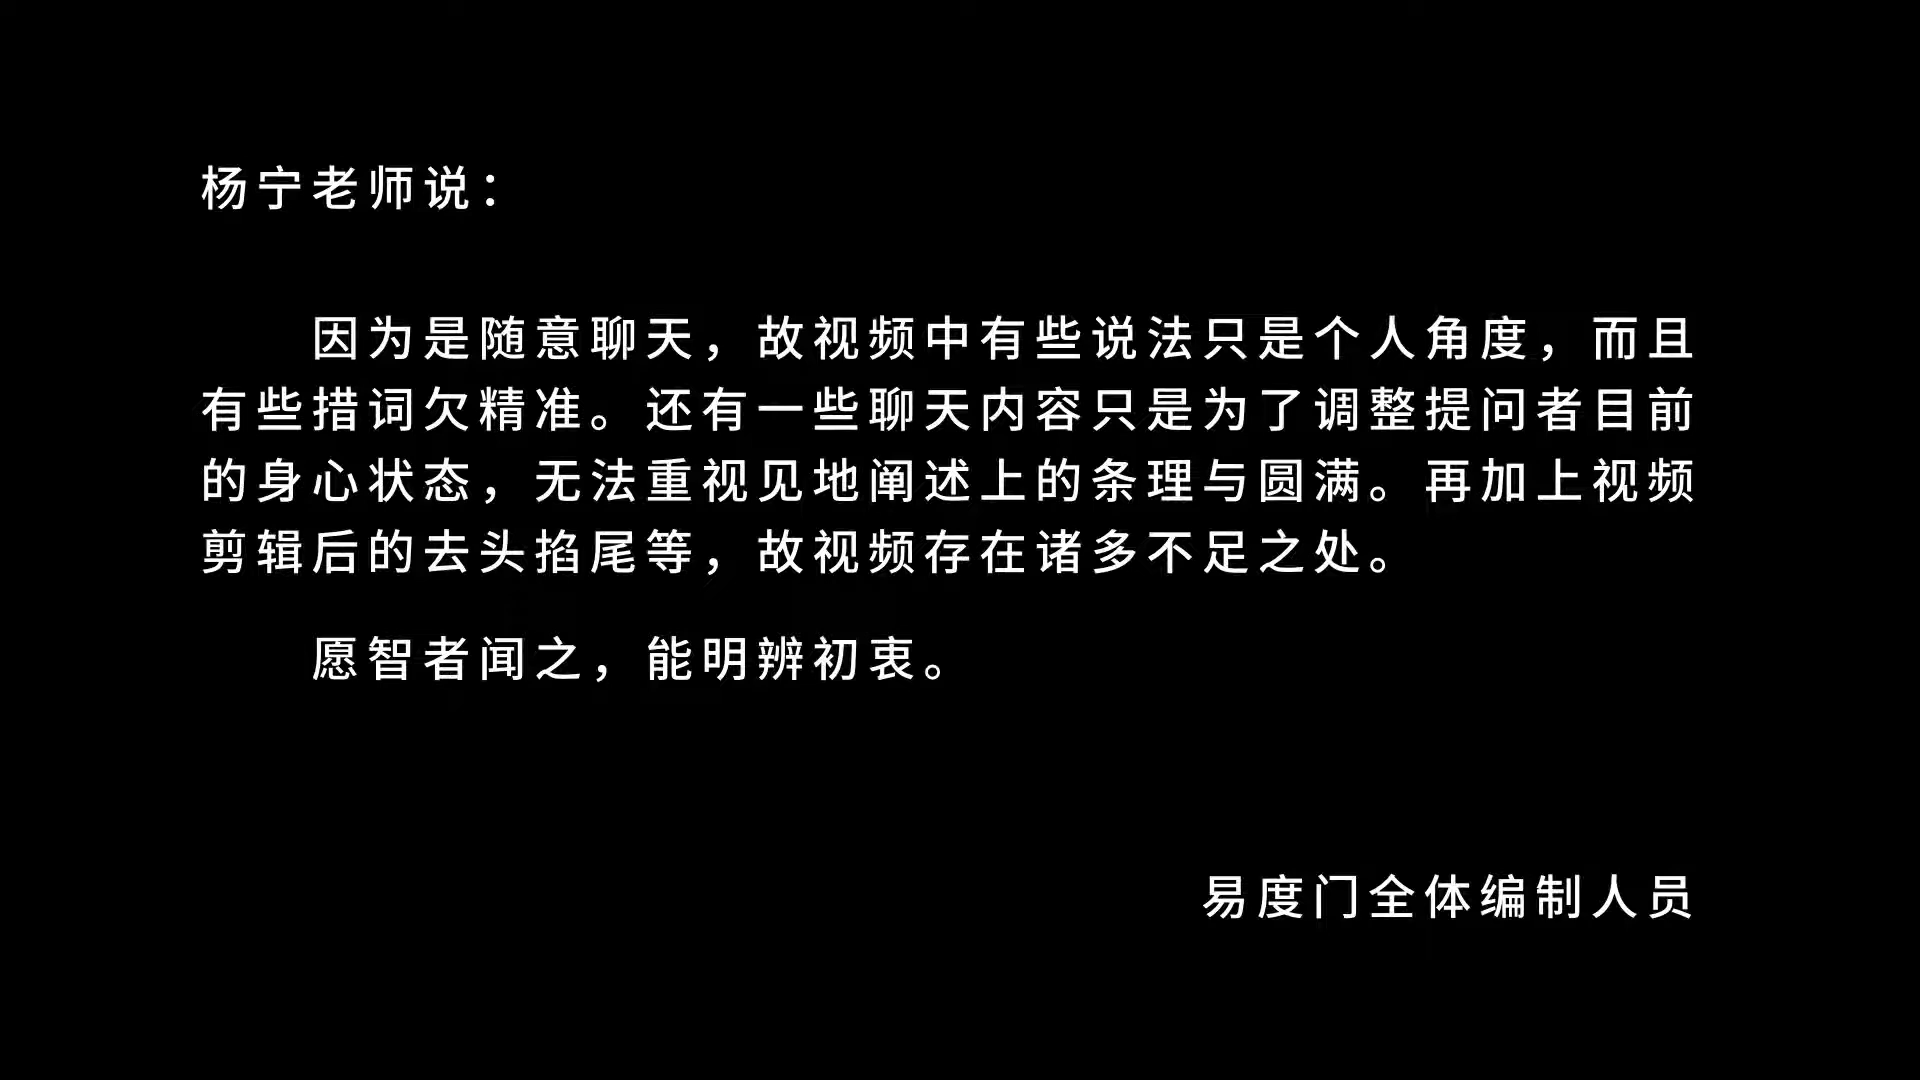 杨宁老师说：
因为是随意聊天，故视频中有些说法只是个人角度，而且
有些措词欠精准。还有一些聊天内容只是为了调整提问者目前
的身心状态，无法重视见地阐述上的条理与圆满。再加上视频
剪辑后的去头掐尾等，故视频存在诸多不足之处。
愿智者闻之，能明辨初衷。
易度门全体编制人员